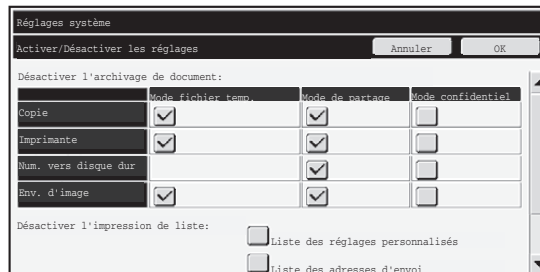 Réglages système
Activer/Désactiver les réglages
Annuler
OK
Désactiver l'archivage de document:
Mode fichier temp.
Mode de partage
Mode confidentiel
Copie
Imprimante
Num. vers disque dur
Env. d'image
Désactiver l'impression de liste:
Liste des réglages personnalisés
Liste des adresses d'envoi